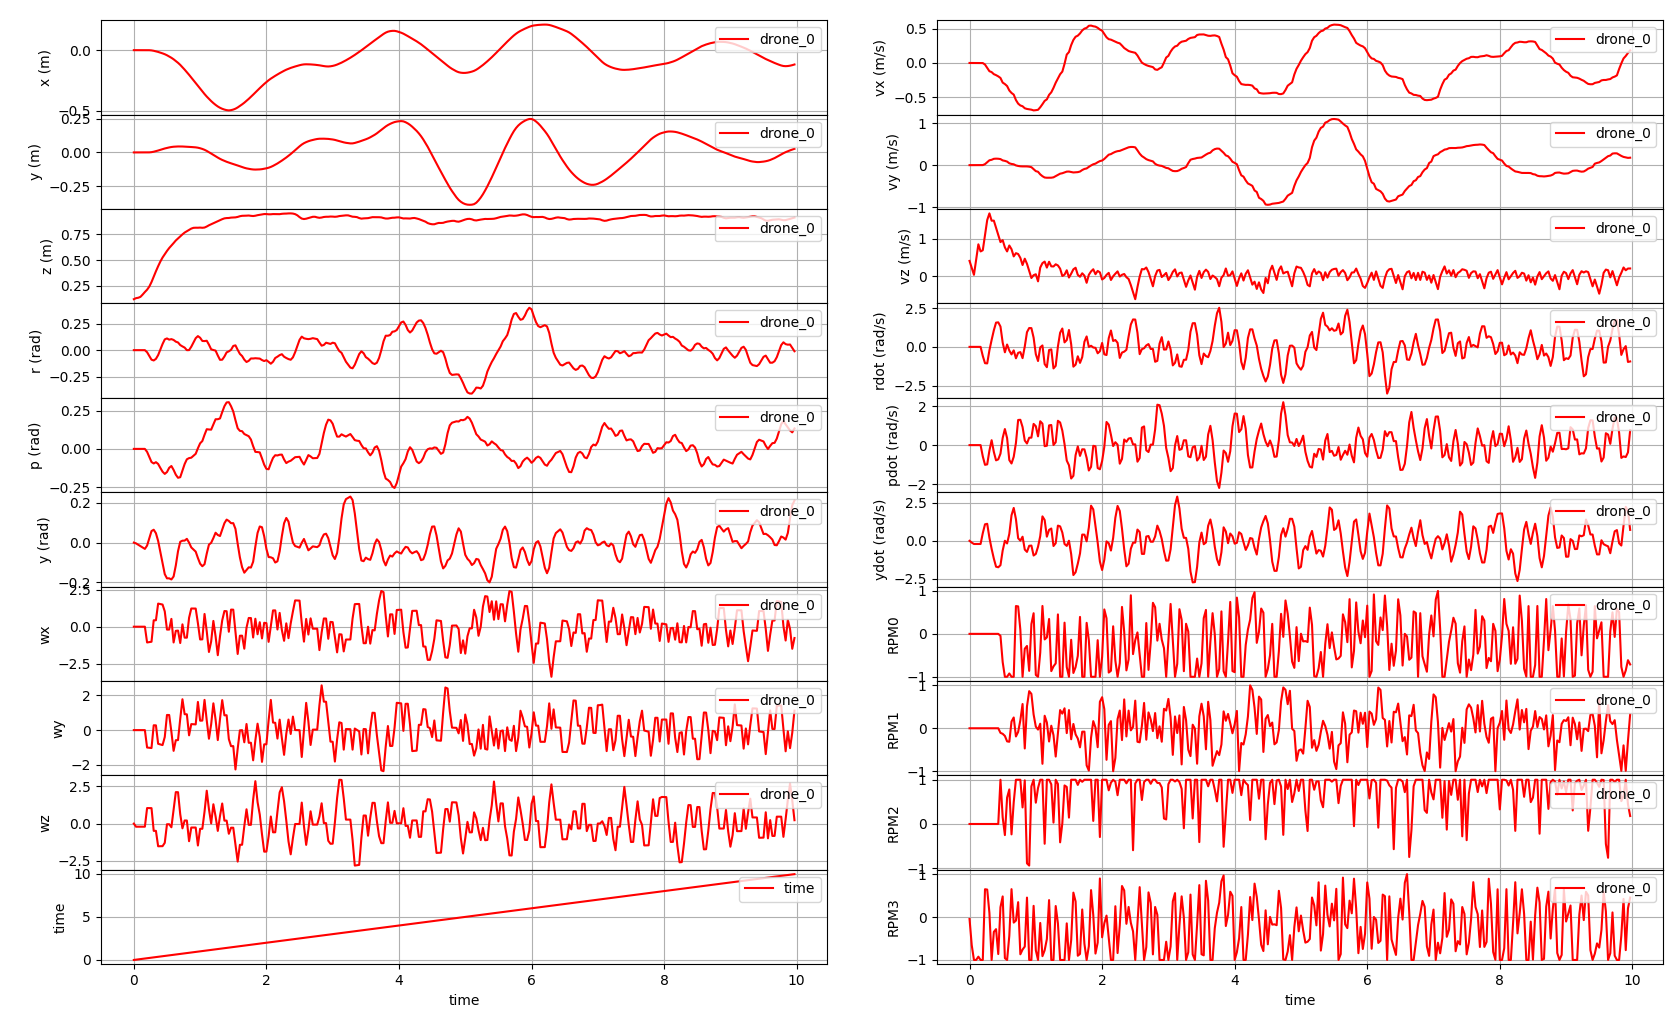 0.0
−0.5
x (m)
drone_0
0.25
0.00
−0.25
y (m)
drone_0
0.75
0.50
0.25
z (m)
drone_0
0.25
0.00
−0.25
r (rad)
drone_0
0.25
0.00
−0.25
p (rad)
drone_0
0.2
0.0
−0.2
y (rad)
drone_0
2.5
0.0
−2.5
wx
drone_0
2
0
−2
wy
drone_0
2.5
0.0
−2.5
wz
drone_0
10
5
0
time
time
0 2 4 6 8 10
time
0.5
0.0
−0.5
vx (m/s)
drone_0
1
0
−1
vy (m/s)
drone_0
1
0
vz (m/s)
drone_0
2.5
0.0
−2.5
rdot (rad/s)
drone_0
2
0
−2
pdot (rad/s)
drone_0
2.5
0.0
−2.5
ydot (rad/s)
drone_0
1
0
−1
RPM0
drone_0
1
0
−1
RPM1
drone_0
1
0
−1
RPM2
drone_0
1
0
−1
RPM3
drone_0
0 2 4 6 8 10
time